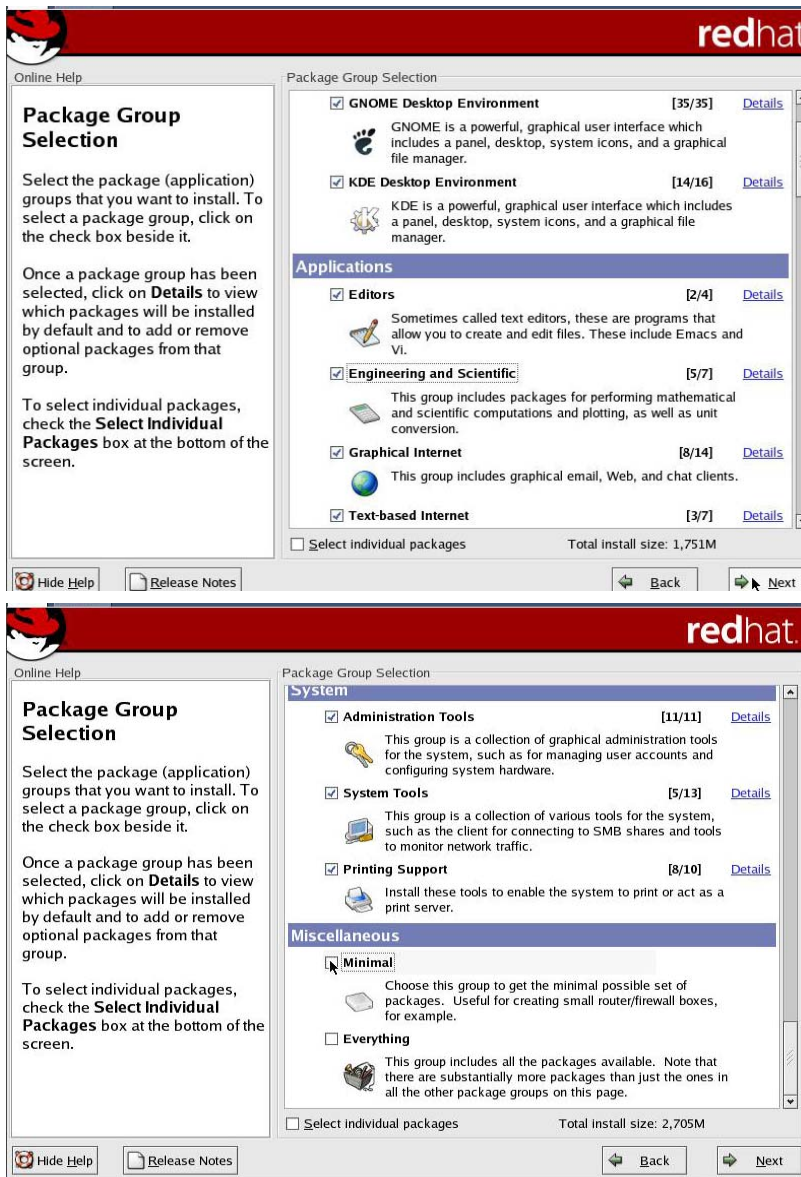 redhat
Online Help
Package Group
Selection
Select the package (application)
groups that you want to install. To
select a package group, click on
the check box beside it.
Once a package group has been
selected, click on Details to view
which packages will be installed
by default and to add or remove
optional packages from that
group.
To select individual packages,
check the Select Individual
Packages box at the bottom of the
screen.
Package Group Selection
GNOME Desktop Environment [35/35] Details
GNOME is a powerful, graphical user interface which
includes a panel, desktop, system icons, and a graphical
file manager.
KDE Desktop Environment [14/16] Details
KDE is a powerful, graphical user interface which includes
a panel, desktop, system icons, and a graphical file
manager.
Applications
Editors [2/4] Details
Sometimes called text editors, these are programs that
allow you to create and edit files. These include Emacs and
Vi.
Engineering and Scientific [5/7] Details
This group includes packages for performing mathematical
and scientific computations and plotting, as well as unit
conversion.
Graphical Internet [8/14] Details
This group includes graphical email, Web, and chat clients.
Text-based Internet [3/7] Details
Select individual packages Total install size: 1,751M
Hide Help Release Notes Back Next
redhat.
Online Help
Package Group
Selection
Select the package (application)
groups that you want to install. To
select a package group, click on
the check box beside it.
Once a package group has been
selected, click on Details to view
which packages will be installed
by default and to add or remove
optional packages from that
group.
To select individual packages,
check the Select Individual
Packages box at the bottom of the
screen.
Package Group Selection
System
Administration Tools [11/11] Details
This group is a collection of graphical administration tools
for the system, such as for managing user accounts and
configuring system hardware.
System Tools [5/13] Details
This group is a collection of various tools for the system,
such as the client for connecting to SMB shares and tools
to monitor network traffic.
Printing Support [8/10] Details
Install these tools to enable the system to print or act as a
print server.
Miscellaneous
Minimal
Choose this group to get the minimal possible set of
packages. Useful for creating small router/firewall boxes,
for example.
Everything
This group includes all the packages available. Note that
there are substantially more packages than just the ones in
all the other package groups on this page.
Select individual packages Total install size: 2,705M
Hide Help Release Notes Back Next